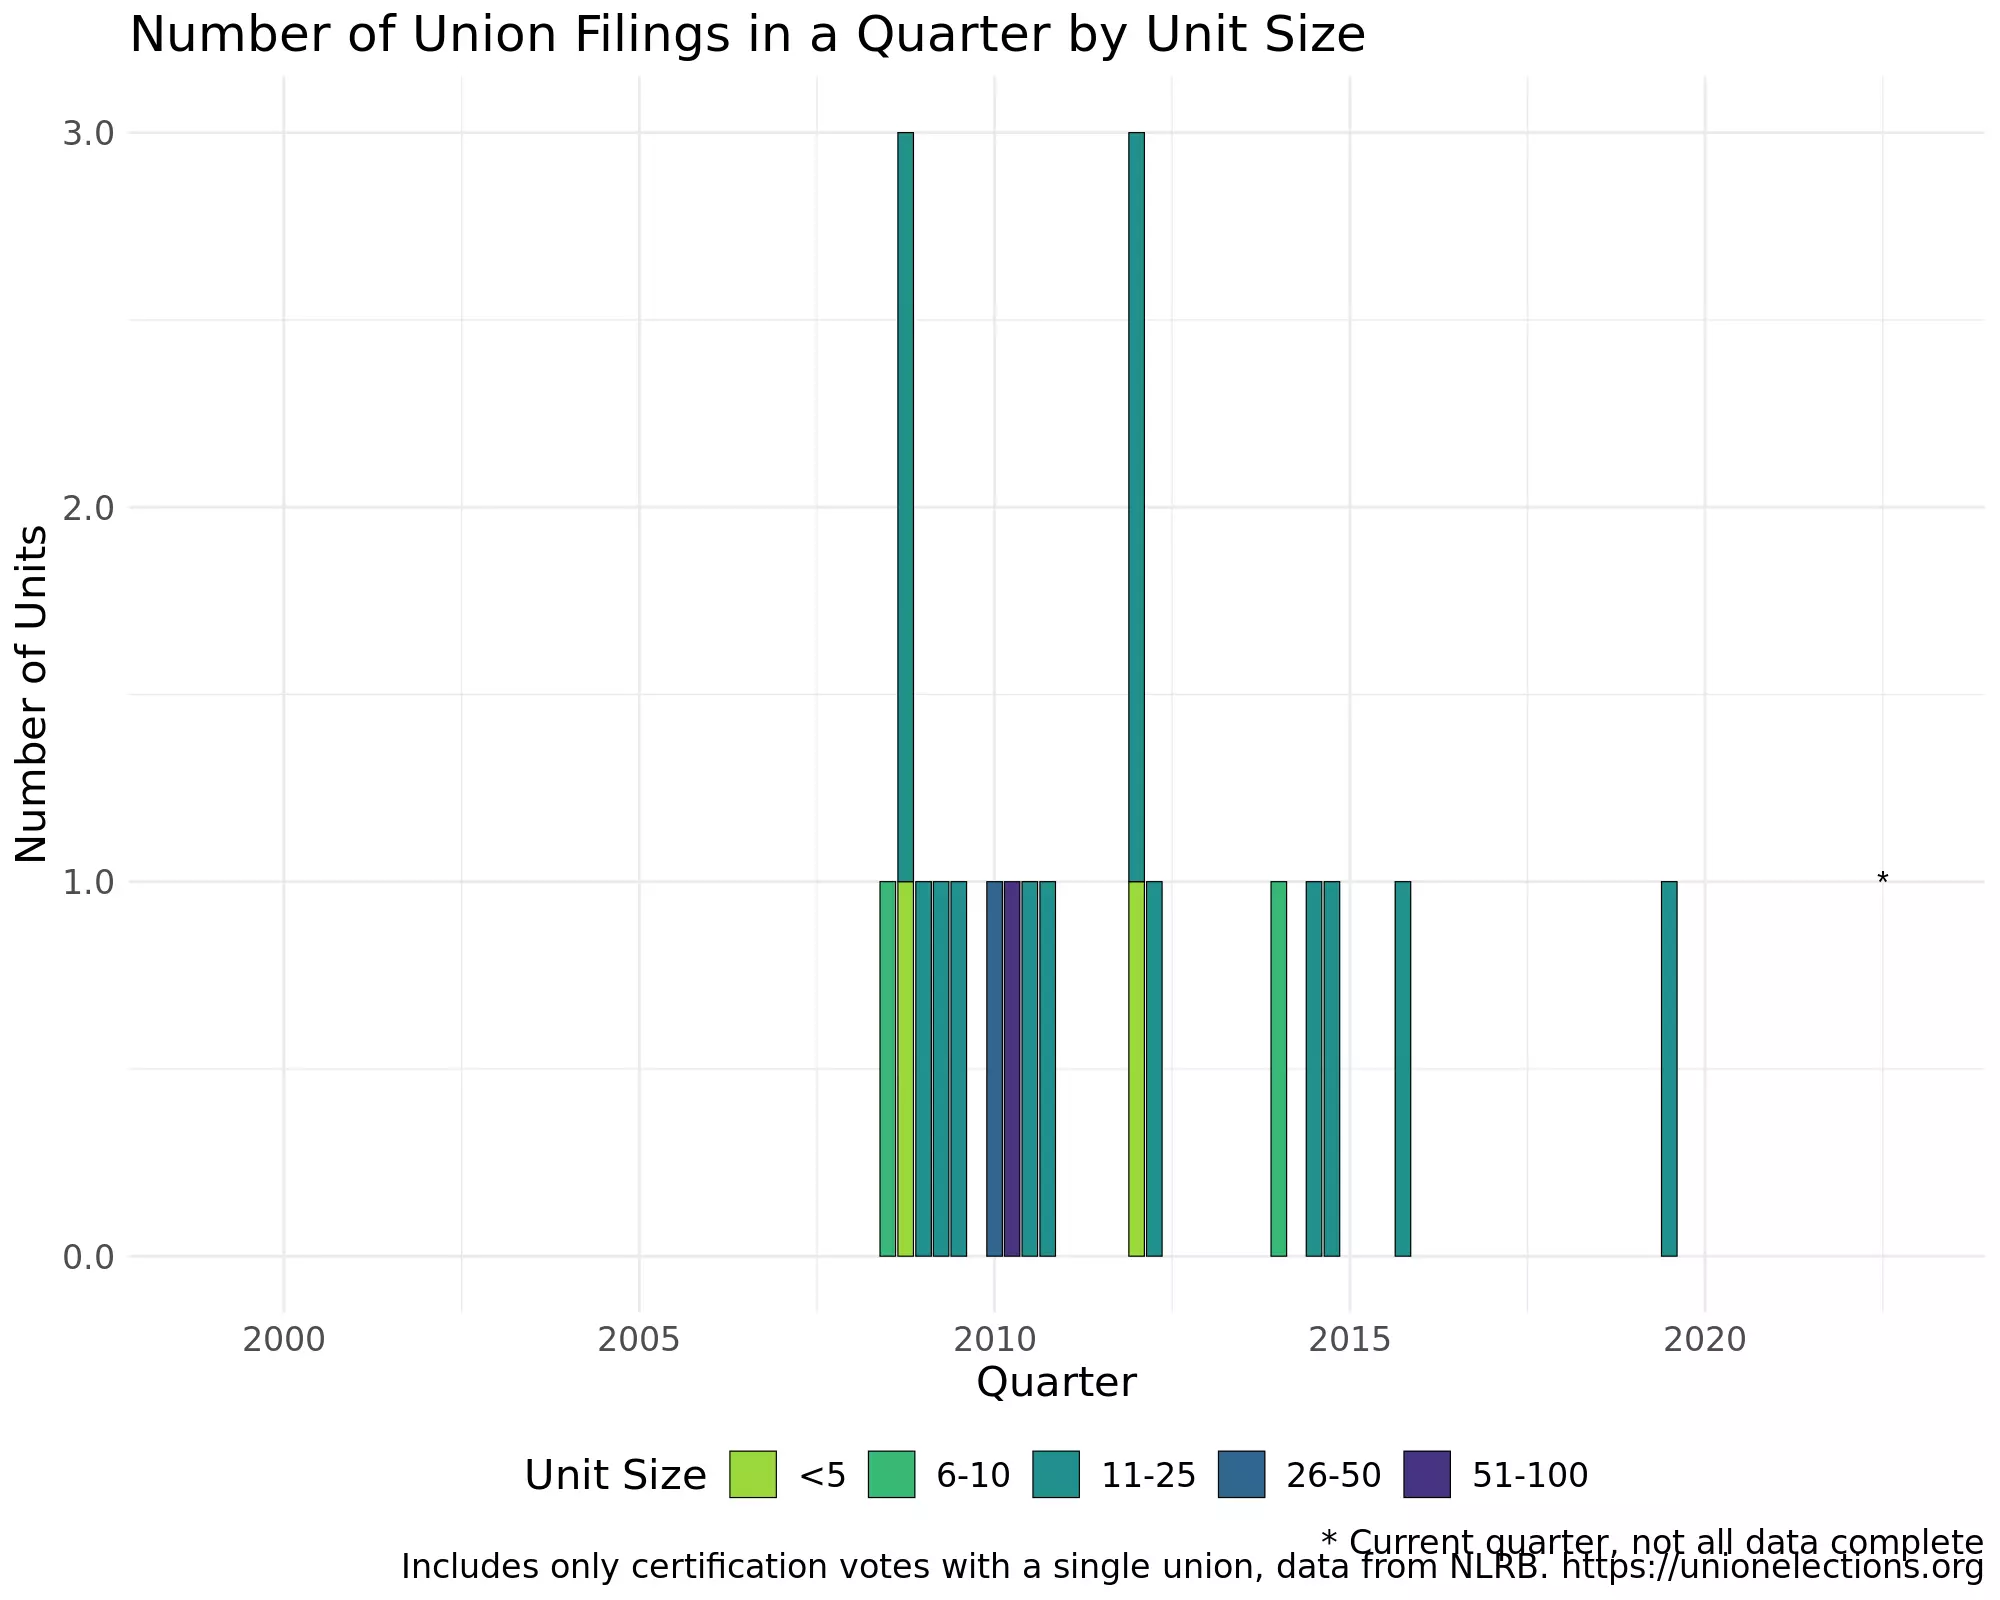 Number of Union Filings in a Quarter by Unit Size
Number of Units
3.0
2.0
1.0
0.0
*
2000 2005 2010 2015 2020
Quarter
Unit Size <5 6-10 11-25 26-50 51-100
* Current quarter, not all data complete
Includes only certification votes with a single union, data from NLRB. https://unionelections.org